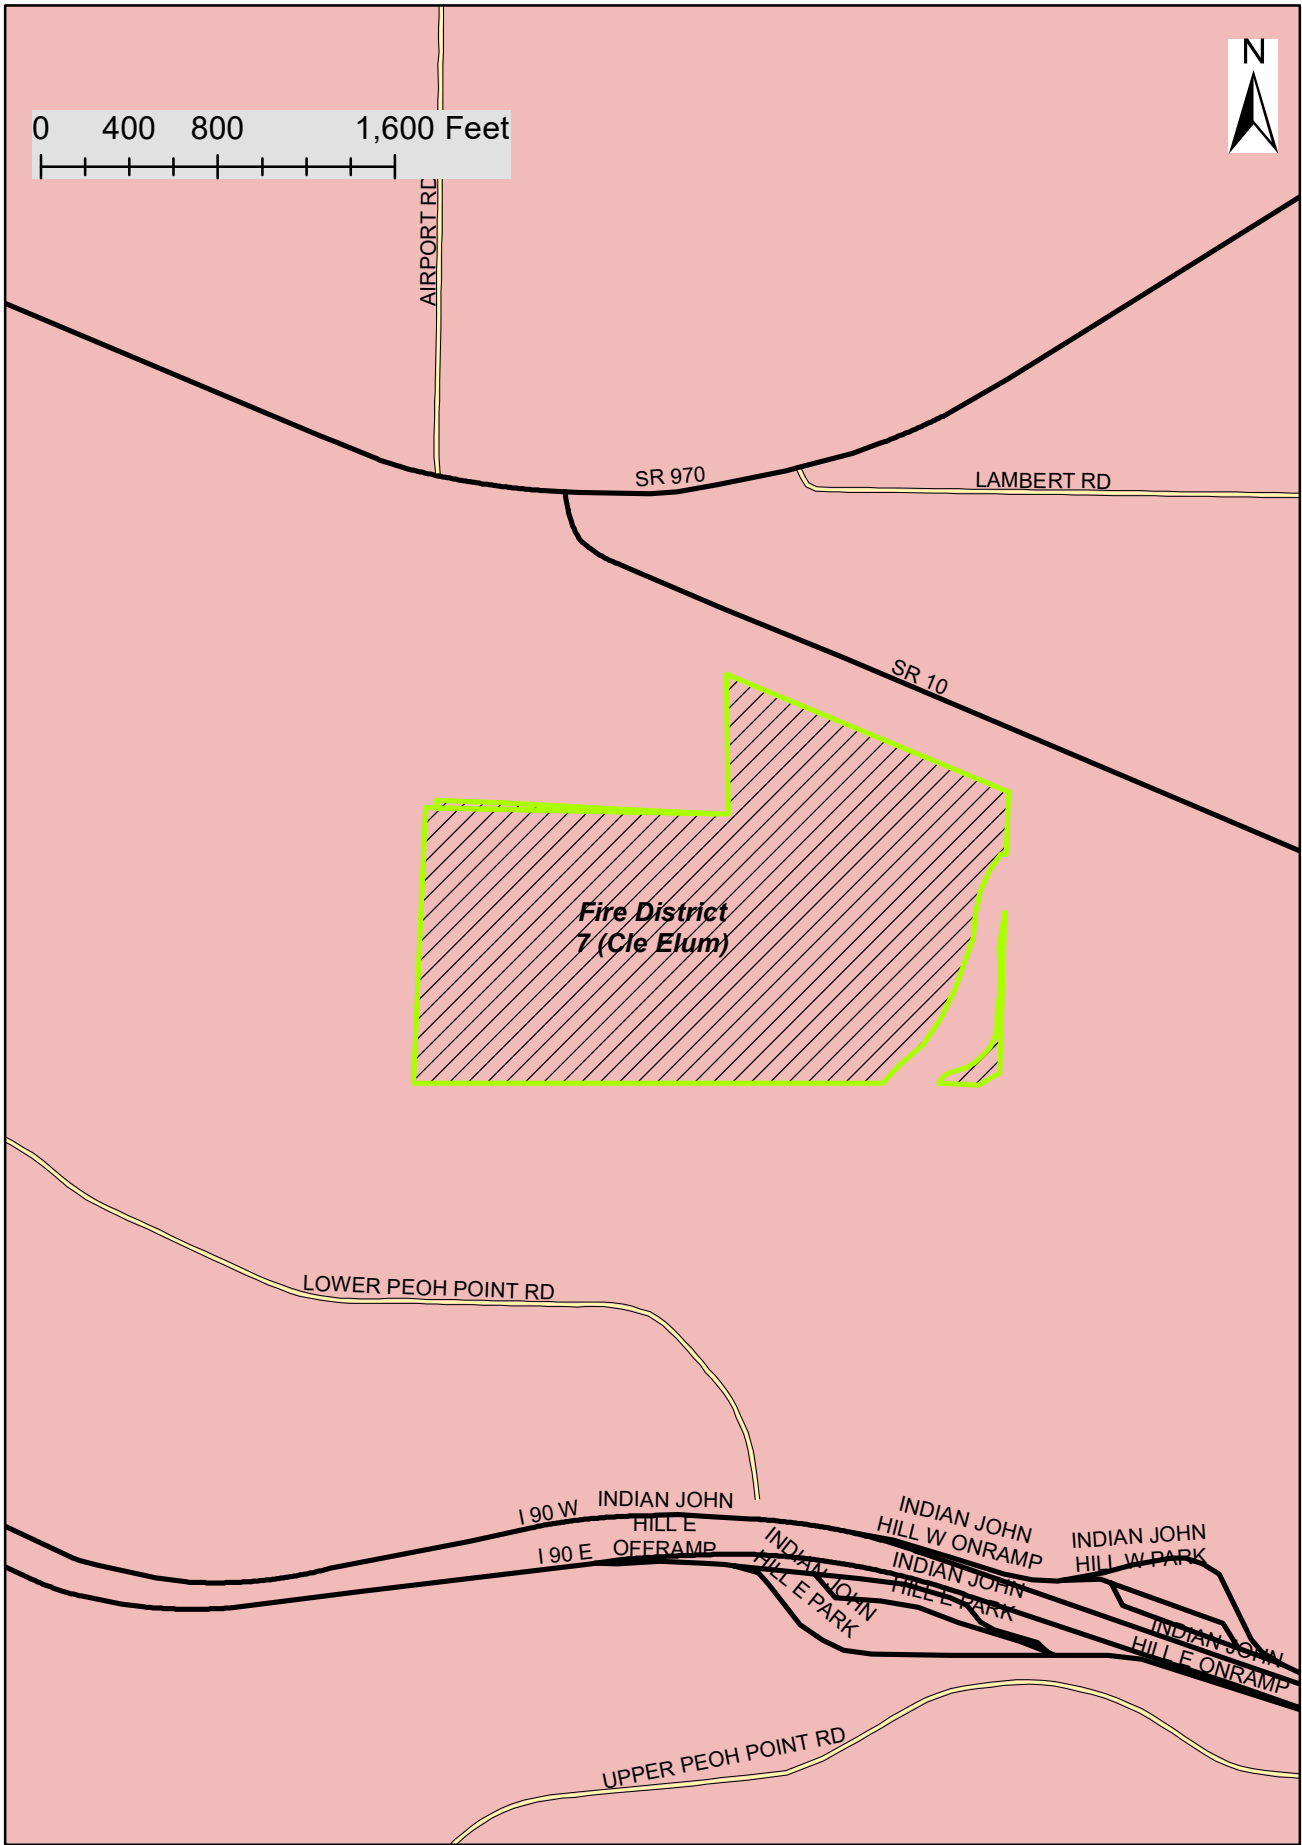 N
0 400 800 1,600 Feet
AIRPORT RD
SR 970
LAMBERT RD
SR 10
Fire District
7 (Cle Elum)
LOWER PEOH POINT RD
I 90 W
INDIAN JOHN
HILL E
OFFRAMP
I 90 E
INDIAN JOHN
HILL W ONRAMP
INDIAN JOHN
HILL W PARK
INDIAN JOHN
HILL E PARK
INDIAN JOHN
HILL E PARK
INDIAN JOHN
HILL E ONRAMP
UPPER PEOH POINT RD